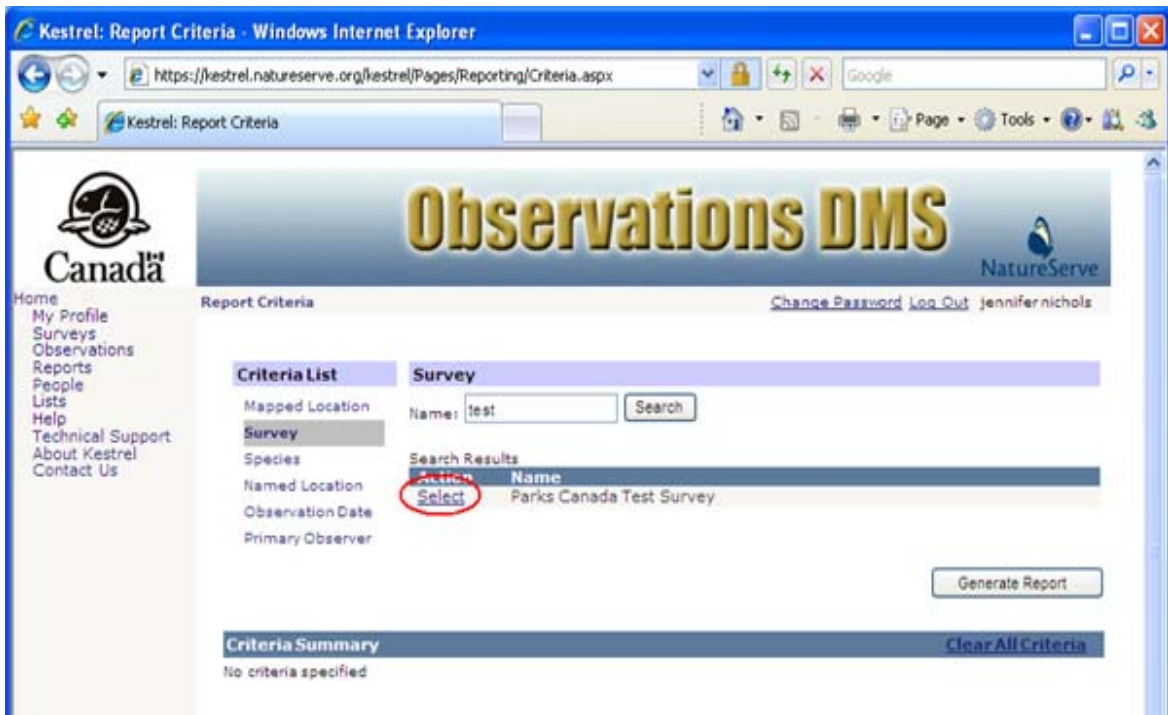 Kestrel: Report Criteria - Windows Internet Explorer
https://kestrel.natureserve.org/kestrel/Pages/Reporting/Criteria.aspx
Google
Kestrel: Report Criteria
Page
Tools
Observations DMS
Canada
NatureServe
Home
My Profile
Surveys
Observations
Reports
People
Lists
Help
Technical Support
About Kestrel
Contact Us
Report Criteria
Change Password Log Out jennifer nichols
Criteria List
Mapped Location
Survey
Species
Named Location
Observation Date
Primary Observer
Survey
Name: test Search
Search Results
Action Name
Select Parks Canada Test Survey
Generate Report
Criteria Summary Clear All Criteria
No criteria specified